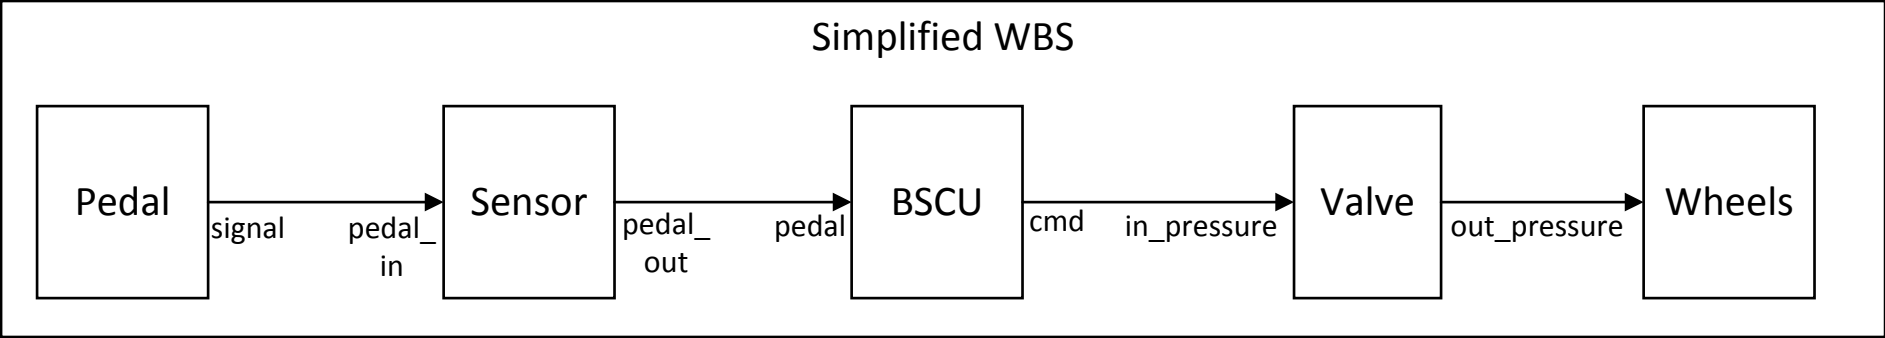 Simplified WBS
Pedal
signal
pedal_
in
Sensor
pedal_
out
pedal
BSCU
cmd
in_pressure
Valve
out_pressure
Wheels